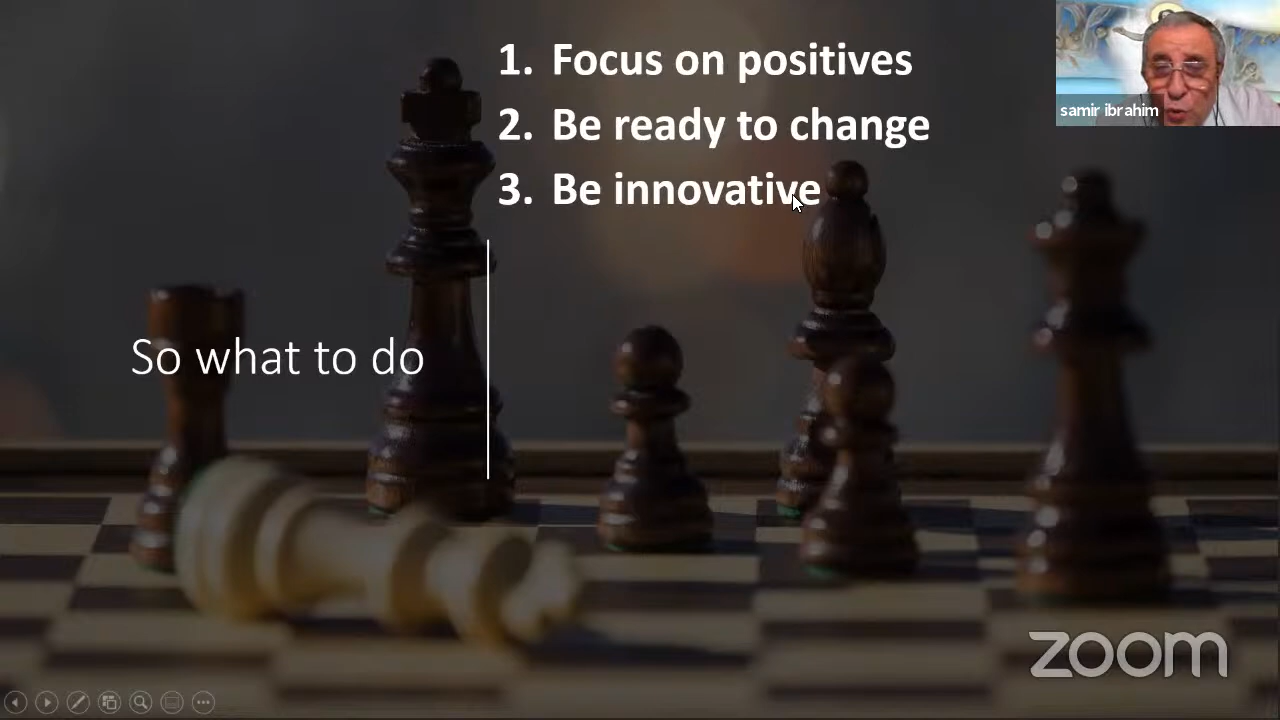 1. Focus on positives
2. Be ready to change
3. Be innovative
samir ibrahim
So what to do
zoom